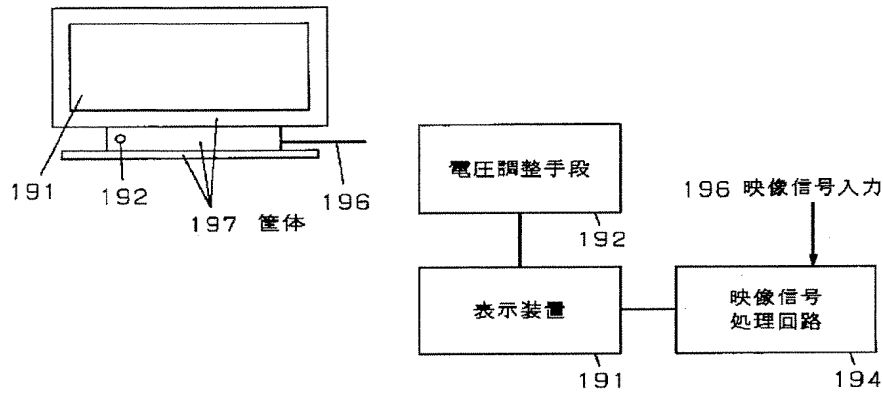 191
192
197 筐体
196
電圧調整手段
192
196 映像信号入力
表示装置
191
映像信号
処理回路
194